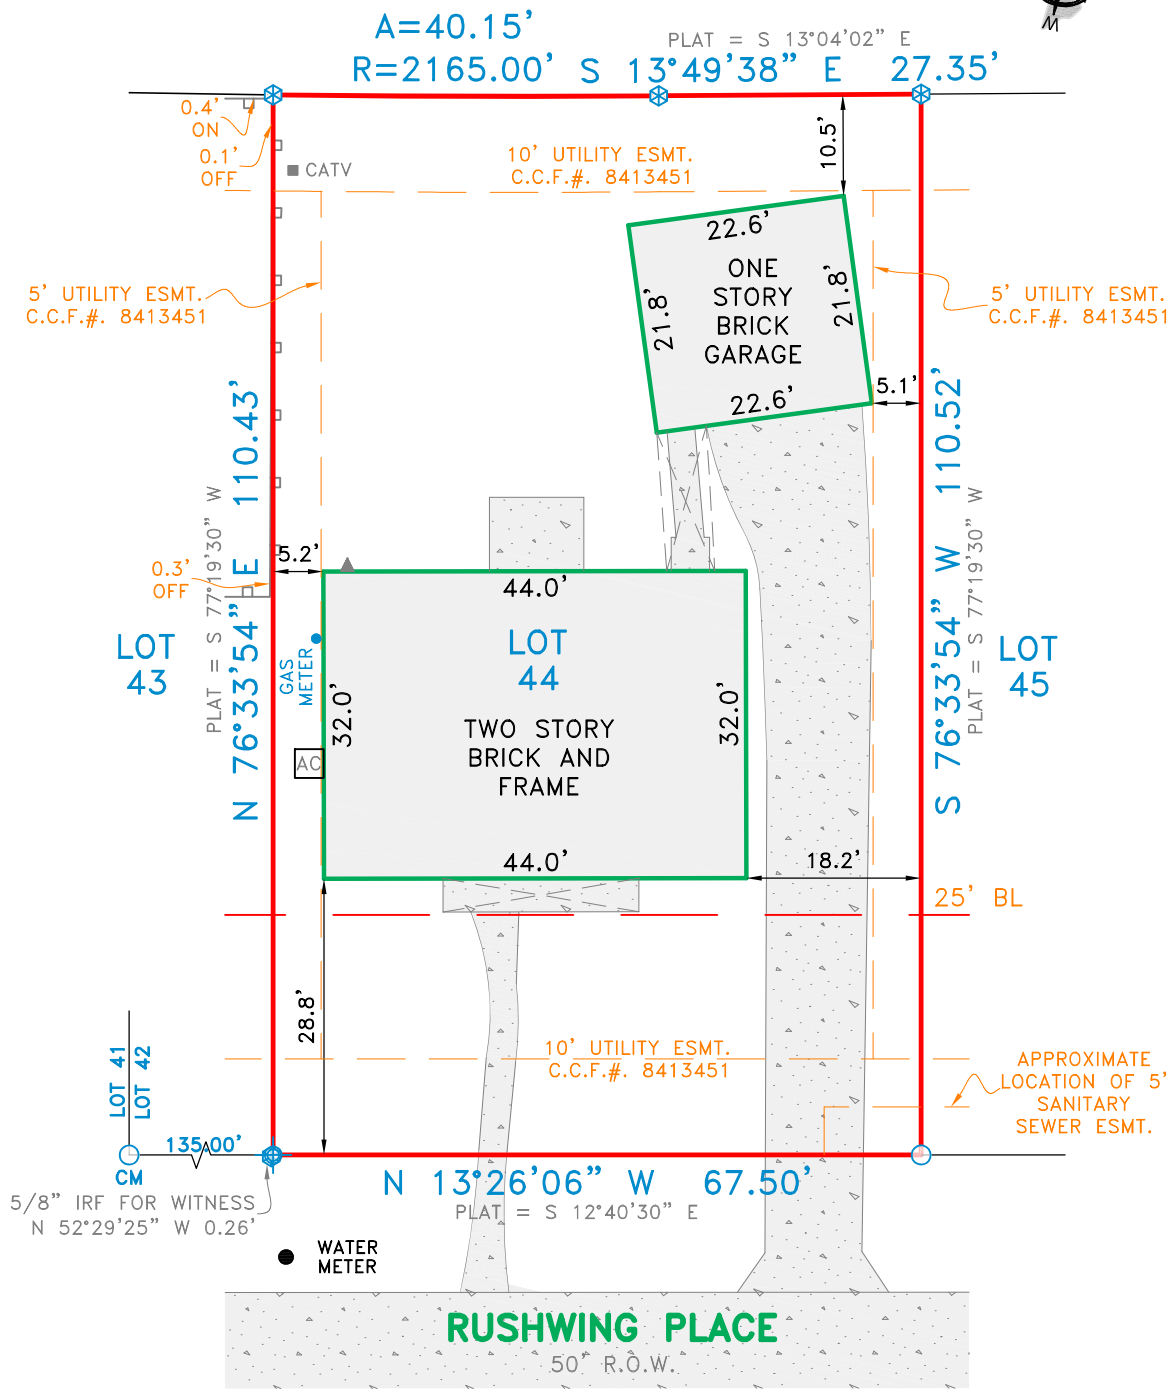 W
A=40.15'
PLAT = S 13°04'02" E
R=2165.00' S 13°49'38" E 27.35'
0.4'
ON
0.1'
OFF
CATV
10' UTILITY ESMT.
C.C.F.#. 8413451
10.5'
22.6'
ONE
STORY
BRICK
GARAGE
21.8'
21.8'
22.6'
5' UTILITY ESMT.
C.C.F.#. 8413451
5' UTILITY ESMT.
C.C.F.#. 8413451
5.1'
N 76°33'54" E 110.43'
PLAT = S 77°19'30" W
S 76°33'54" W 110.52'
PLAT = S 77°19'30" W
5.2'
0.3'
OFF
44.0'
LOT
43
LOT
44
LOT
45
GAS
METER
32.0'
32.0'
TWO STORY
BRICK AND
FRAME
AC
44.0'
18.2'
25' BL
28.8'
10' UTILITY ESMT.
C.C.F.#. 8413451
APPROXIMATE
LOCATION OF 5'
SANITARY
SEWER ESMT.
LOT 41
LOT 42
135.00'
CM
5/8" IRF FOR WITNESS
N 52°29'25" W 0.26'
N 13°26'06" W 67.50'
PLAT = S 12°40'30" E
WATER
METER
RUSHWING PLACE
50' R.O.W.